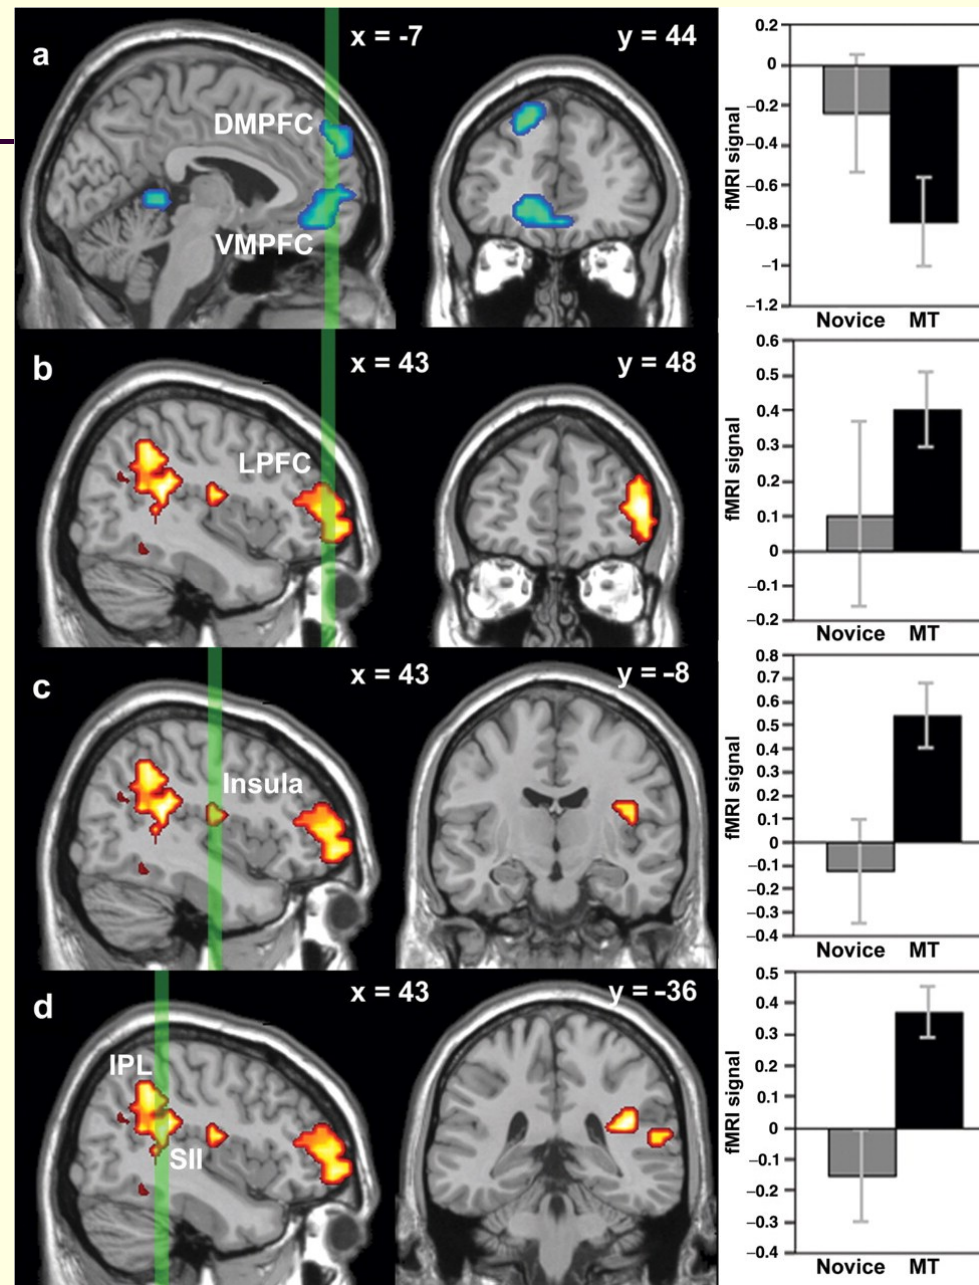 a
x = -7
y = 44
DMPFC
VMPFC
0.2
0
–0.2
–0.4
–0.6
–0.8
–1
–1.2
fMRI signal
Novice MT
b
x = 43
y = 48
LPFC
0.6
0.5
0.4
0.3
0.2
0.1
0
–0.1
–0.2
fMRI signal
Novice MT
c
x = 43
y = –8
Insula
0.8
0.7
0.6
0.5
0.4
0.3
0.2
0.1
0
–0.1
–0.2
–0.3
–0.4
fMRI signal
Novice MT
d
x = 43
y = –36
IPL
SII
0.5
0.4
0.3
0.2
0.1
0
–0.1
–0.2
–0.3
–0.4
fMRI signal
Novice MT